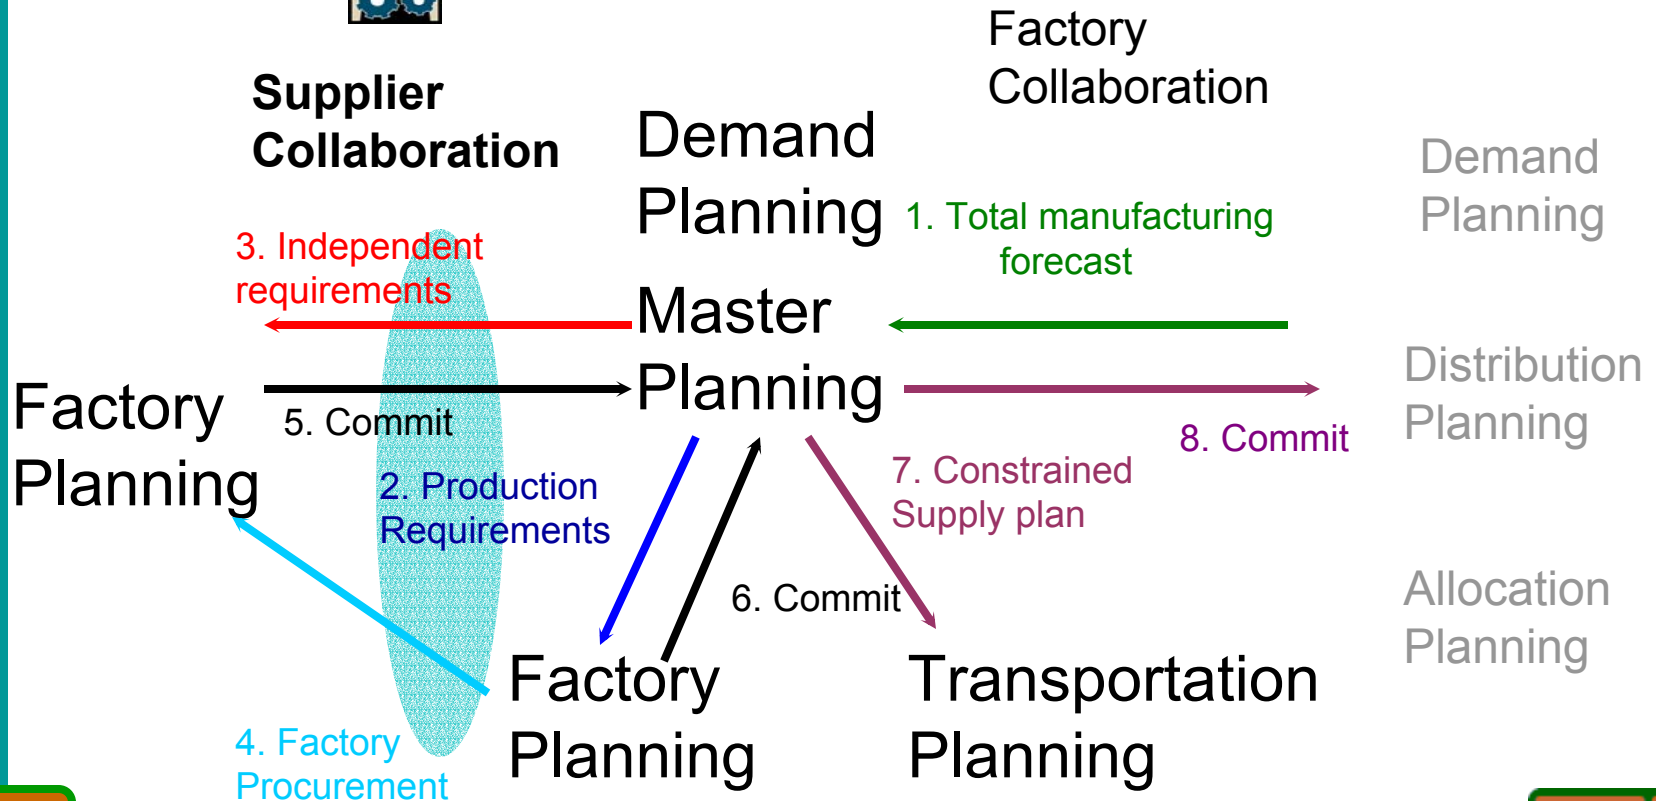 Factory
Collaboration
Supplier
Collaboration
Demand
Planning
Demand
Planning
1. Total manufacturing
forecast
3. Independent
requirements
Master
Planning
Distribution
Planning
Factory
Planning
5. Commit
8. Commit
7. Constrained
Supply plan
2. Production
Requirements
6. Commit
Allocation
Planning
Factory
Planning
Transportation
Planning
4. Factory
Procurement